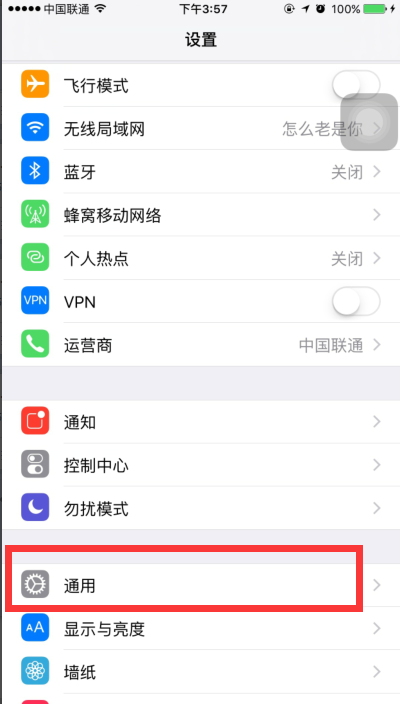 中国联通 下午3:57 100%
设置
飞行模式
无线局域网 怎么老是你
蓝牙 关闭
蜂窝移动网络
个人热点 关闭
VPN VPN
运营商 中国联通
通知
控制中心
勿扰模式
通用
AA 显示与亮度
墙纸